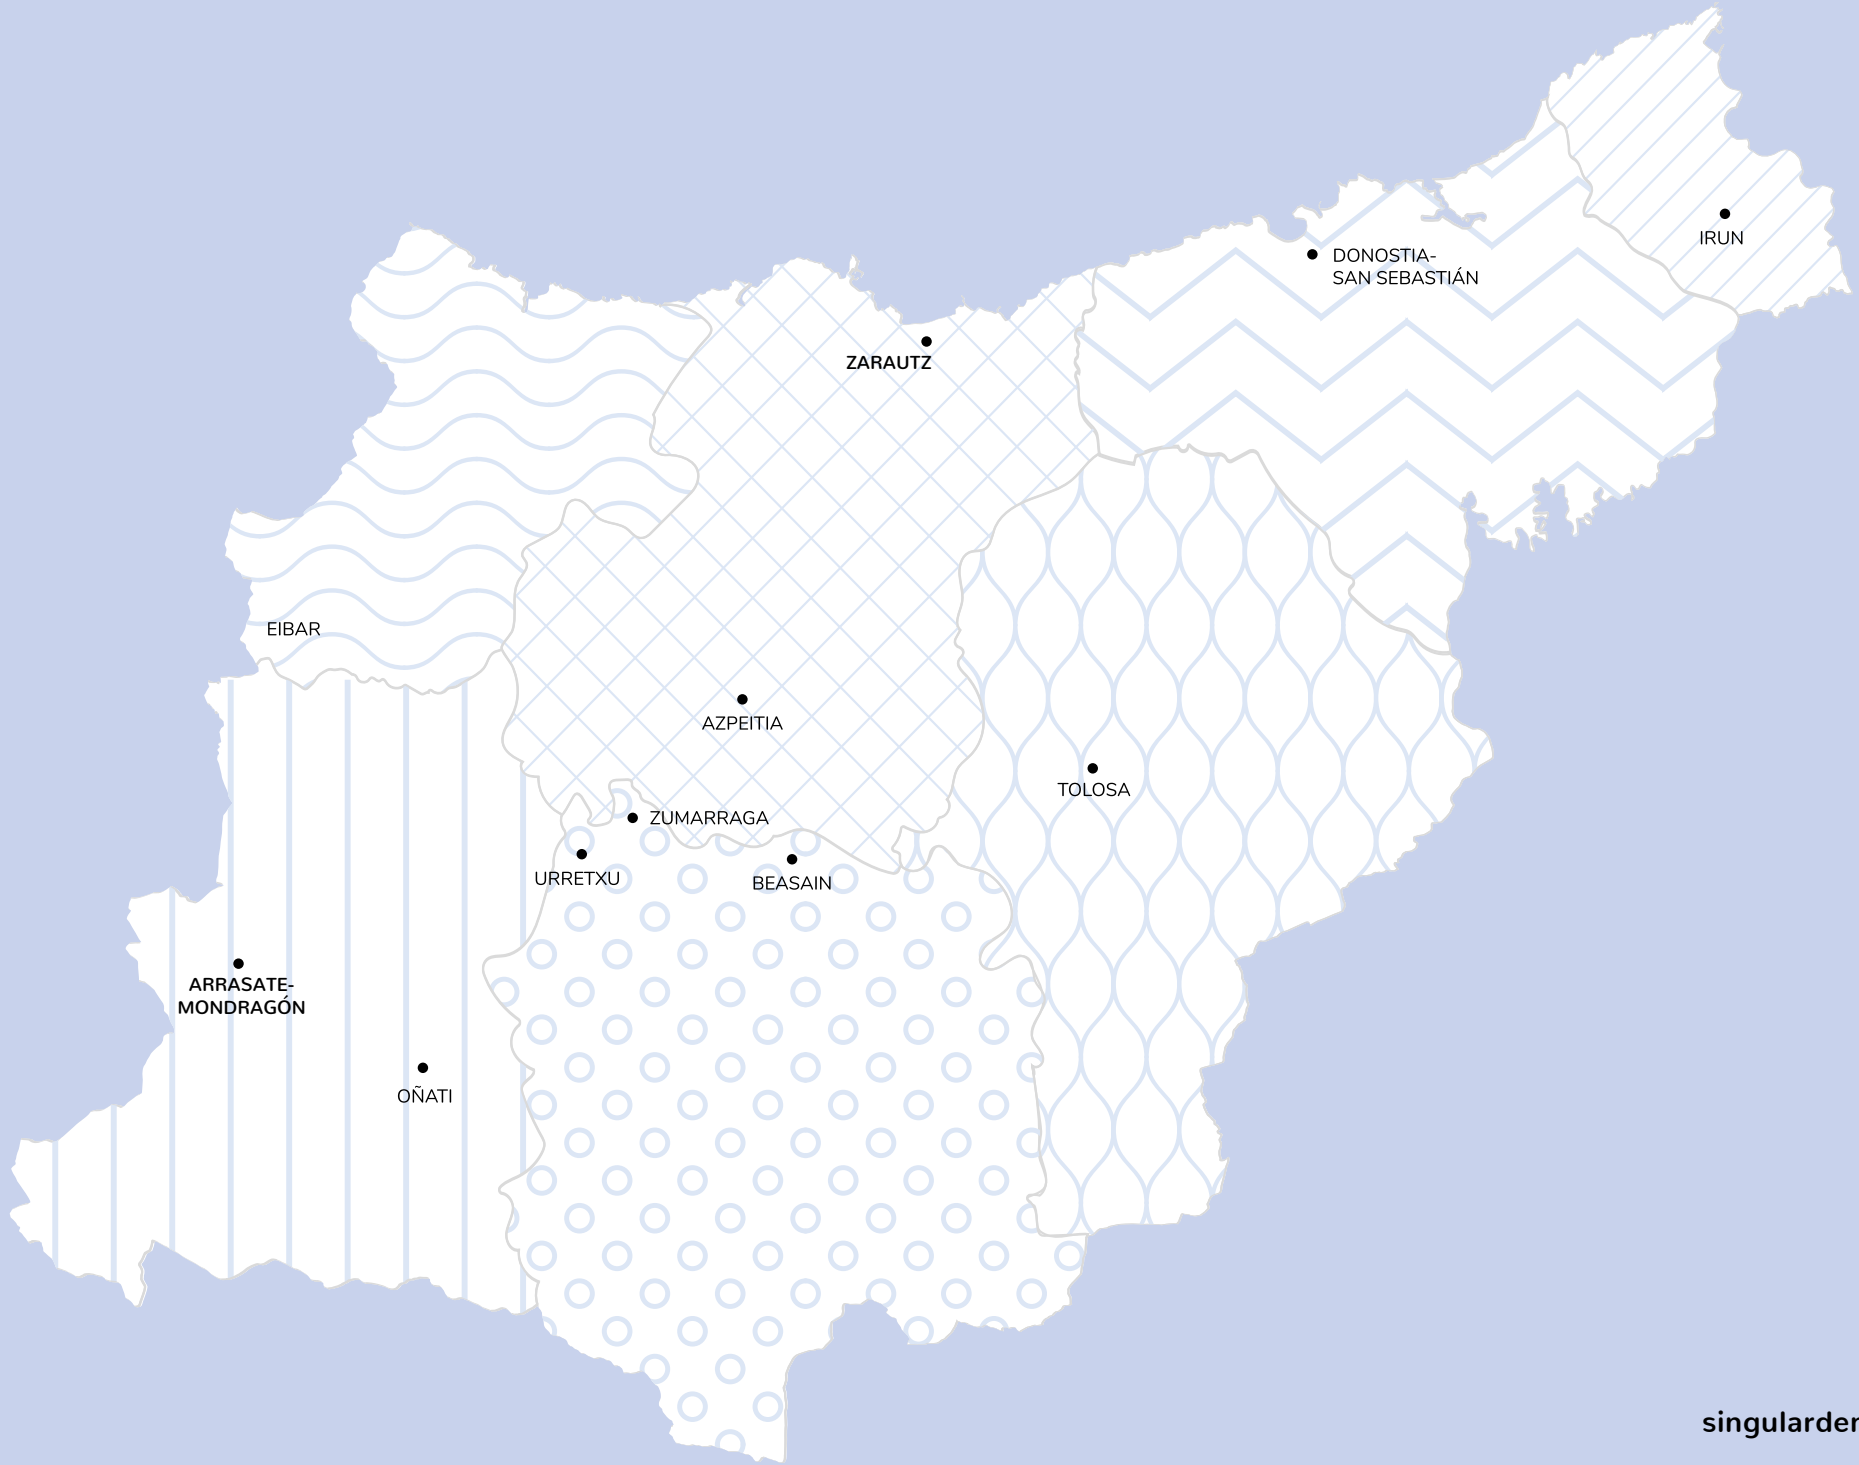 IRUN
DONOSTIA-
SAN SEBASTIÁN
ZARAUTZ
EIBAR
AZPEITIA
TOLOSA
ZUMARRAGA
URRETXU
BEASAIN
ARRASATE-
MONDRAGÓN
OÑATI
singularder